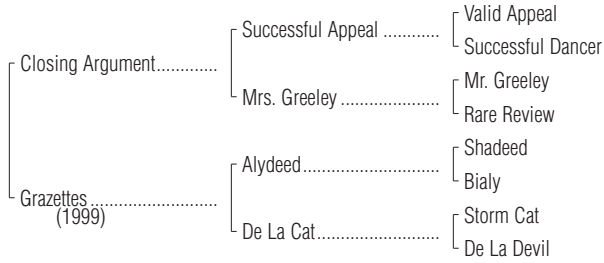 Valid Appeal
Successful Appeal ............
Successful Dancer
Closing Argument.............
Mr. Greeley
Mrs. Greeley .....................
Rare Review
Shadeed
Alydeed.............................
Bialy
Grazettes ...........................
(1999)
Storm Cat
De La Cat..........................
De La Devil